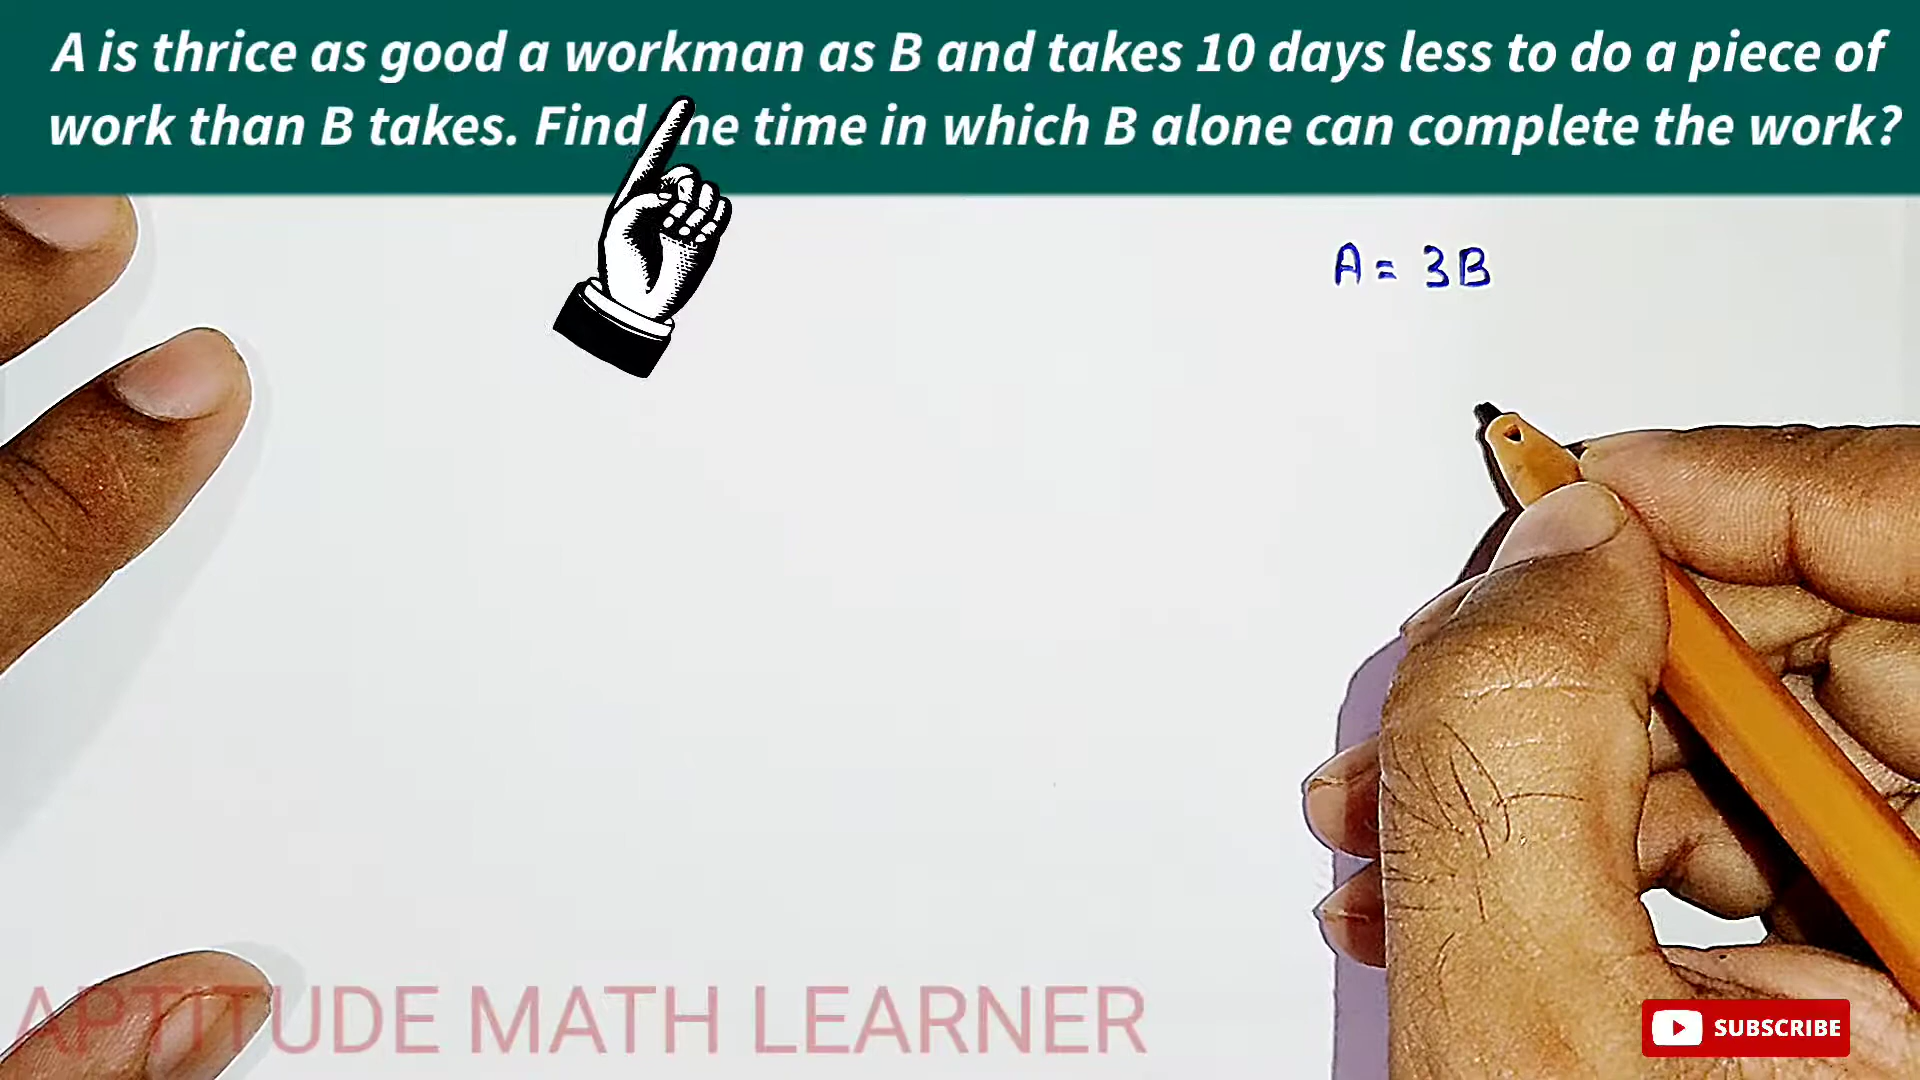 A is thrice as good a workman as B and takes 10 days less to do a piece of
work than B takes. Find the time in which B alone can complete the work?
A = 3B
APTITUDE MATH LEARNER
SUBSCRIBE